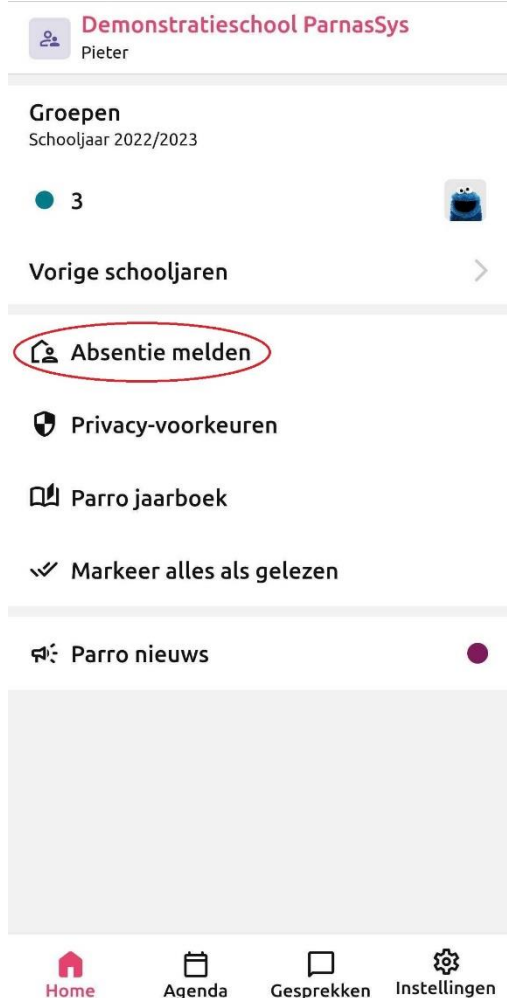 Demonstratieschool ParnasSys
Pieter
Groepen
Schooljaar 2022/2023
3
Vorige schooljaren
Absentie melden
Privacy-voorkeuren
Parro jaarboek
Markeer alles als gelezen
Parro nieuws
Home Agenda Gesprekken Instellingen